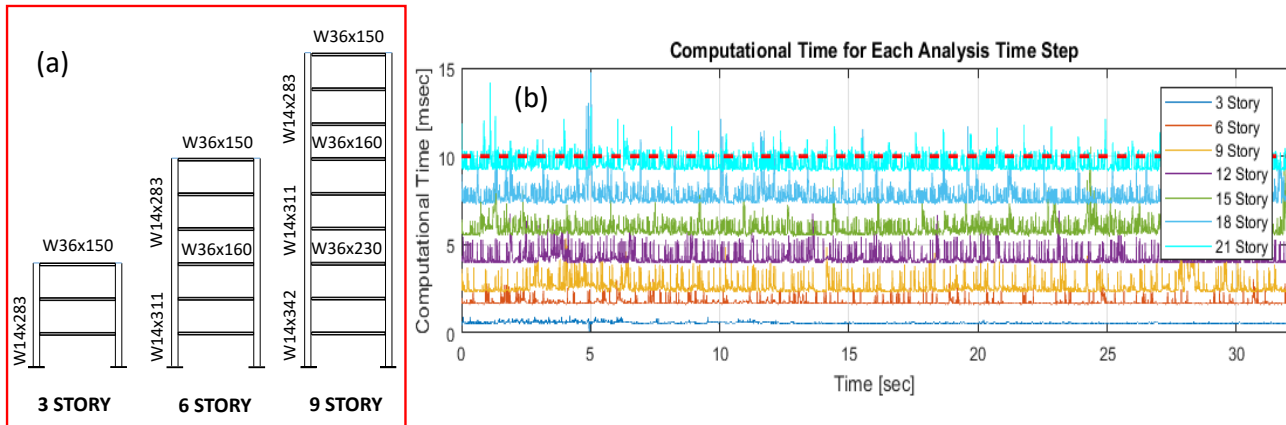 (a)
W36x150
W14x283
3 STORY
W36x150
W14x283
W36x160
W14x311
6 STORY
W36x150
W14x283
W36x160
W14x311
W36x230
W14x342
9 STORY
Computational Time for Each Analysis Time Step
(b)
Computational Time [msec]
15
10
5
0
0 5 10 15 20 25 30
Time [sec]
3 Story
6 Story
9 Story
12 Story
15 Story
18 Story
21 Story